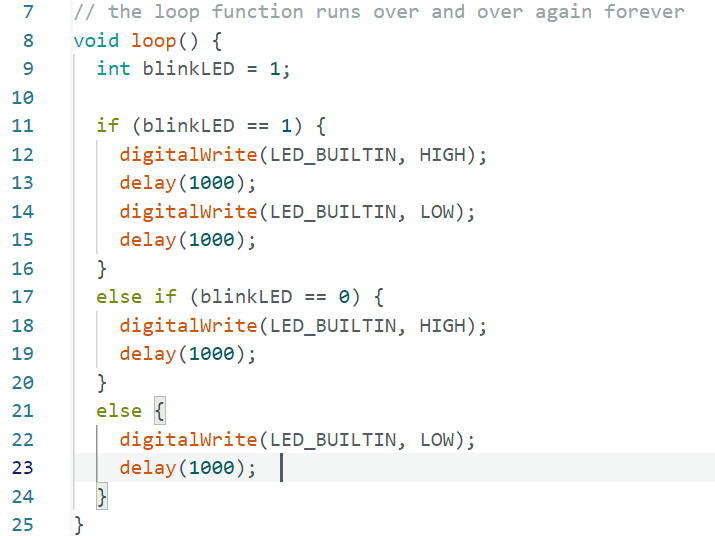 7 // the loop function runs over and over again forever
8 void loop() {
9   int blinkLED = 1;
10
11   if (blinkLED == 1) {
12     digitalWrite(LED_BUILTIN, HIGH);
13     delay(1000);
14     digitalWrite(LED_BUILTIN, LOW);
15     delay(1000);
16   }
17   else if (blinkLED == 0) {
18     digitalWrite(LED_BUILTIN, HIGH);
19     delay(1000);
20   }
21   else {
22     digitalWrite(LED_BUILTIN, LOW);
23     delay(1000);
24   }
25 }